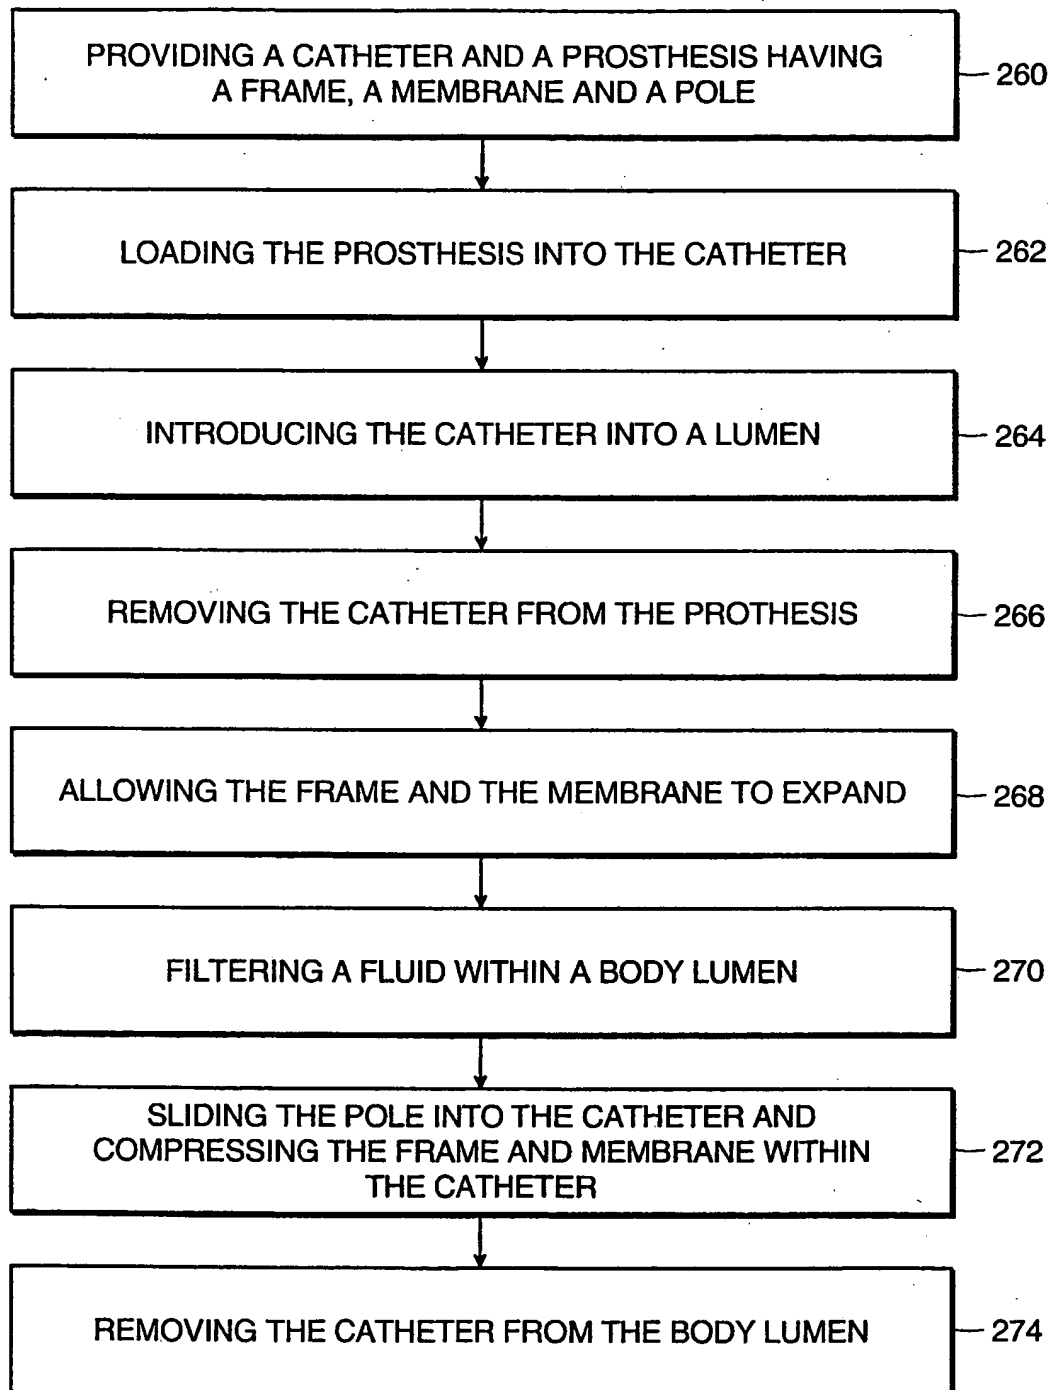 PROVIDING A CATHETER AND A PROSTHESIS HAVING
A FRAME, A MEMBRANE AND A POLE
260
LOADING THE PROSTHESIS INTO THE CATHETER
262
INTRODUCING THE CATHETER INTO A LUMEN
264
REMOVING THE CATHETER FROM THE PROTHESIS
266
ALLOWING THE FRAME AND THE MEMBRANE TO EXPAND
268
FILTERING A FLUID WITHIN A BODY LUMEN
270
SLIDING THE POLE INTO THE CATHETER AND
COMPRESSING THE FRAME AND MEMBRANE WITHIN
THE CATHETER
272
REMOVING THE CATHETER FROM THE BODY LUMEN
274